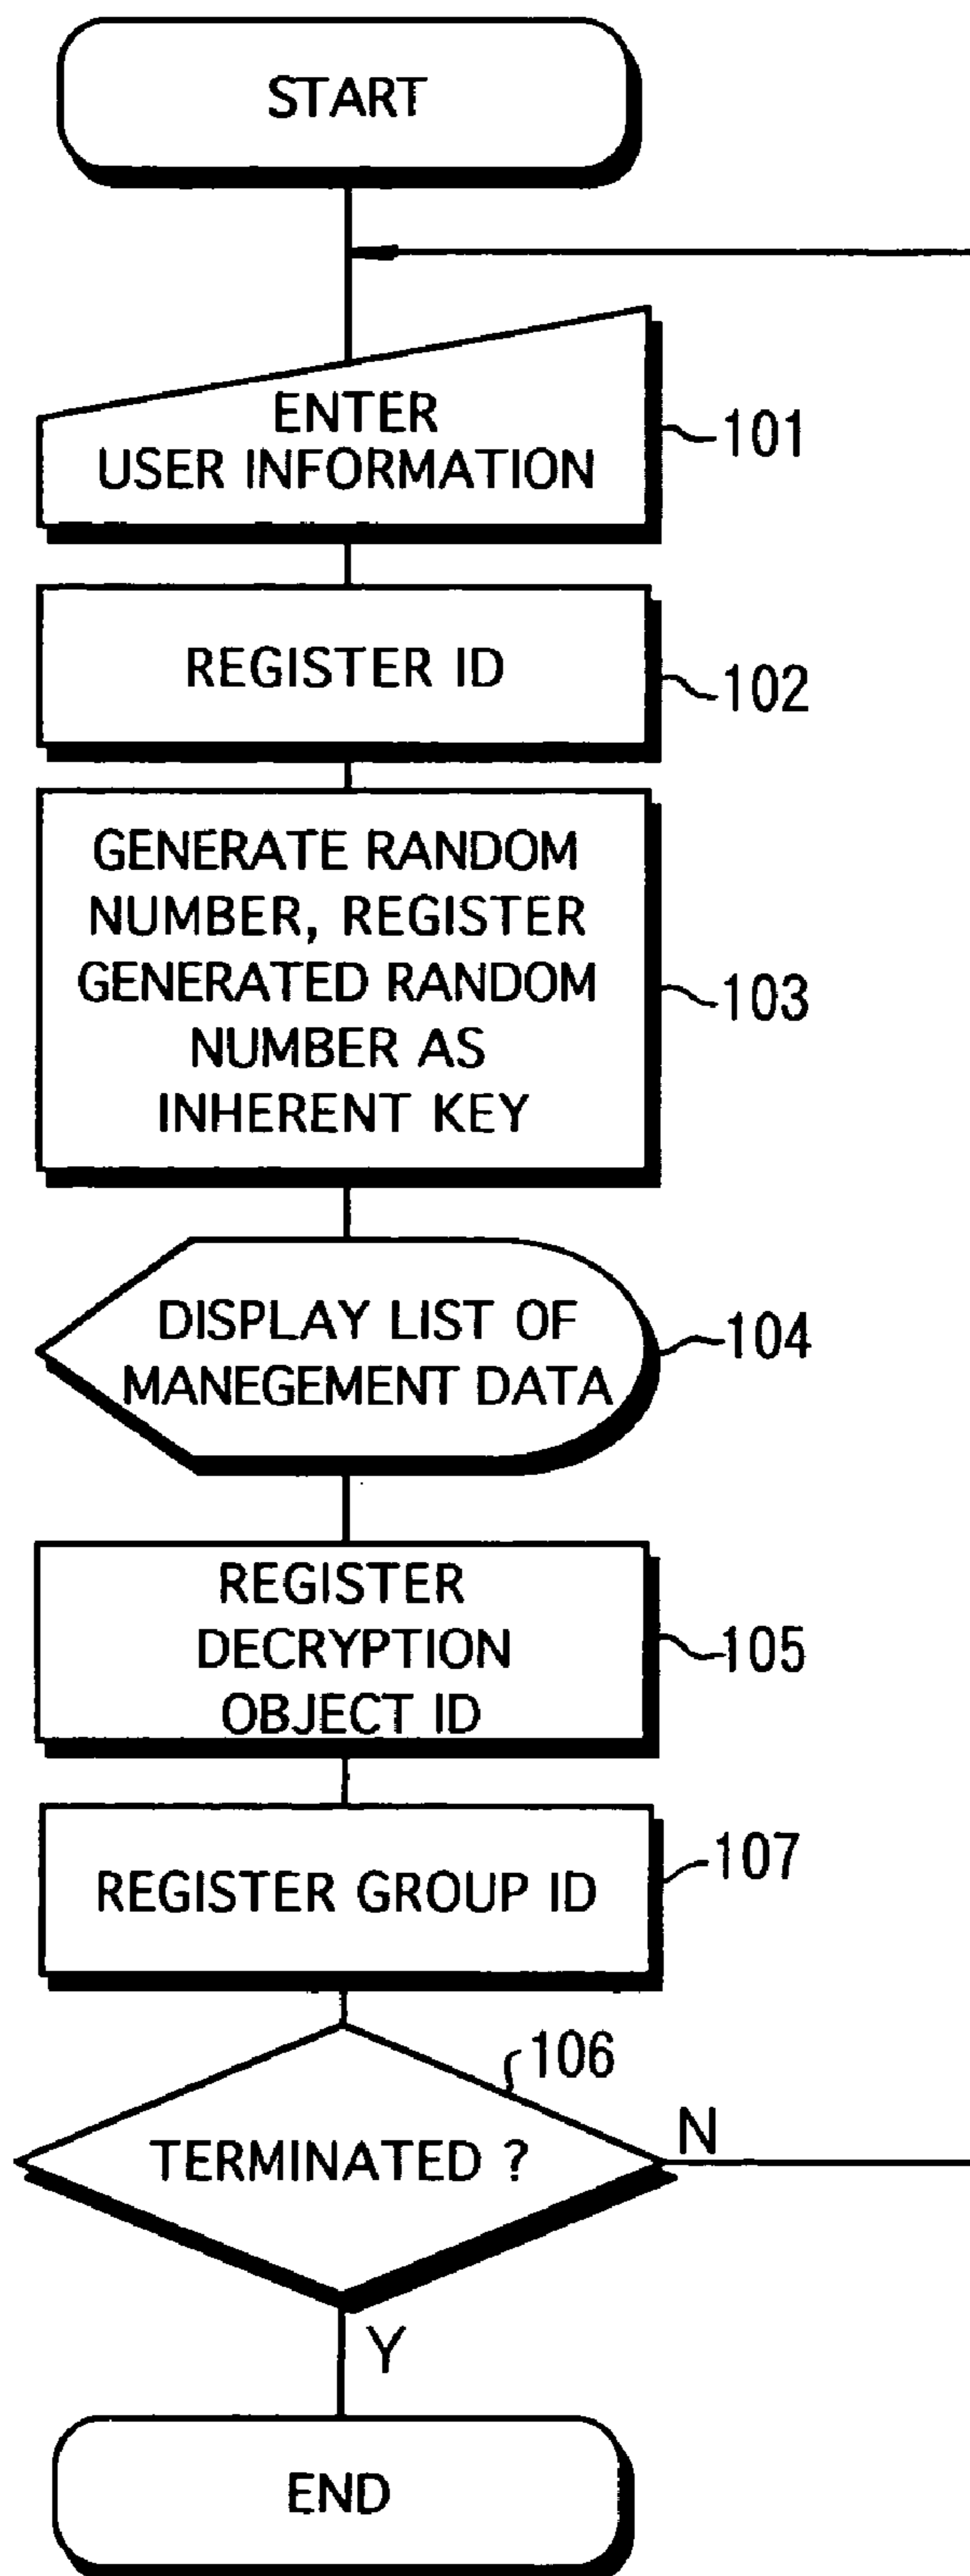 START
ENTER
USER INFORMATION
101
REGISTER ID
102
GENERATE RANDOM
NUMBER, REGISTER
GENERATED RANDOM
NUMBER AS
INHERENT KEY
103
DISPLAY LIST OF
MANEGEMENT DATA
104
REGISTER
DECRYPTION
OBJECT ID
105
REGISTER GROUP ID
107
106
TERMINATED ?
N
Y
END